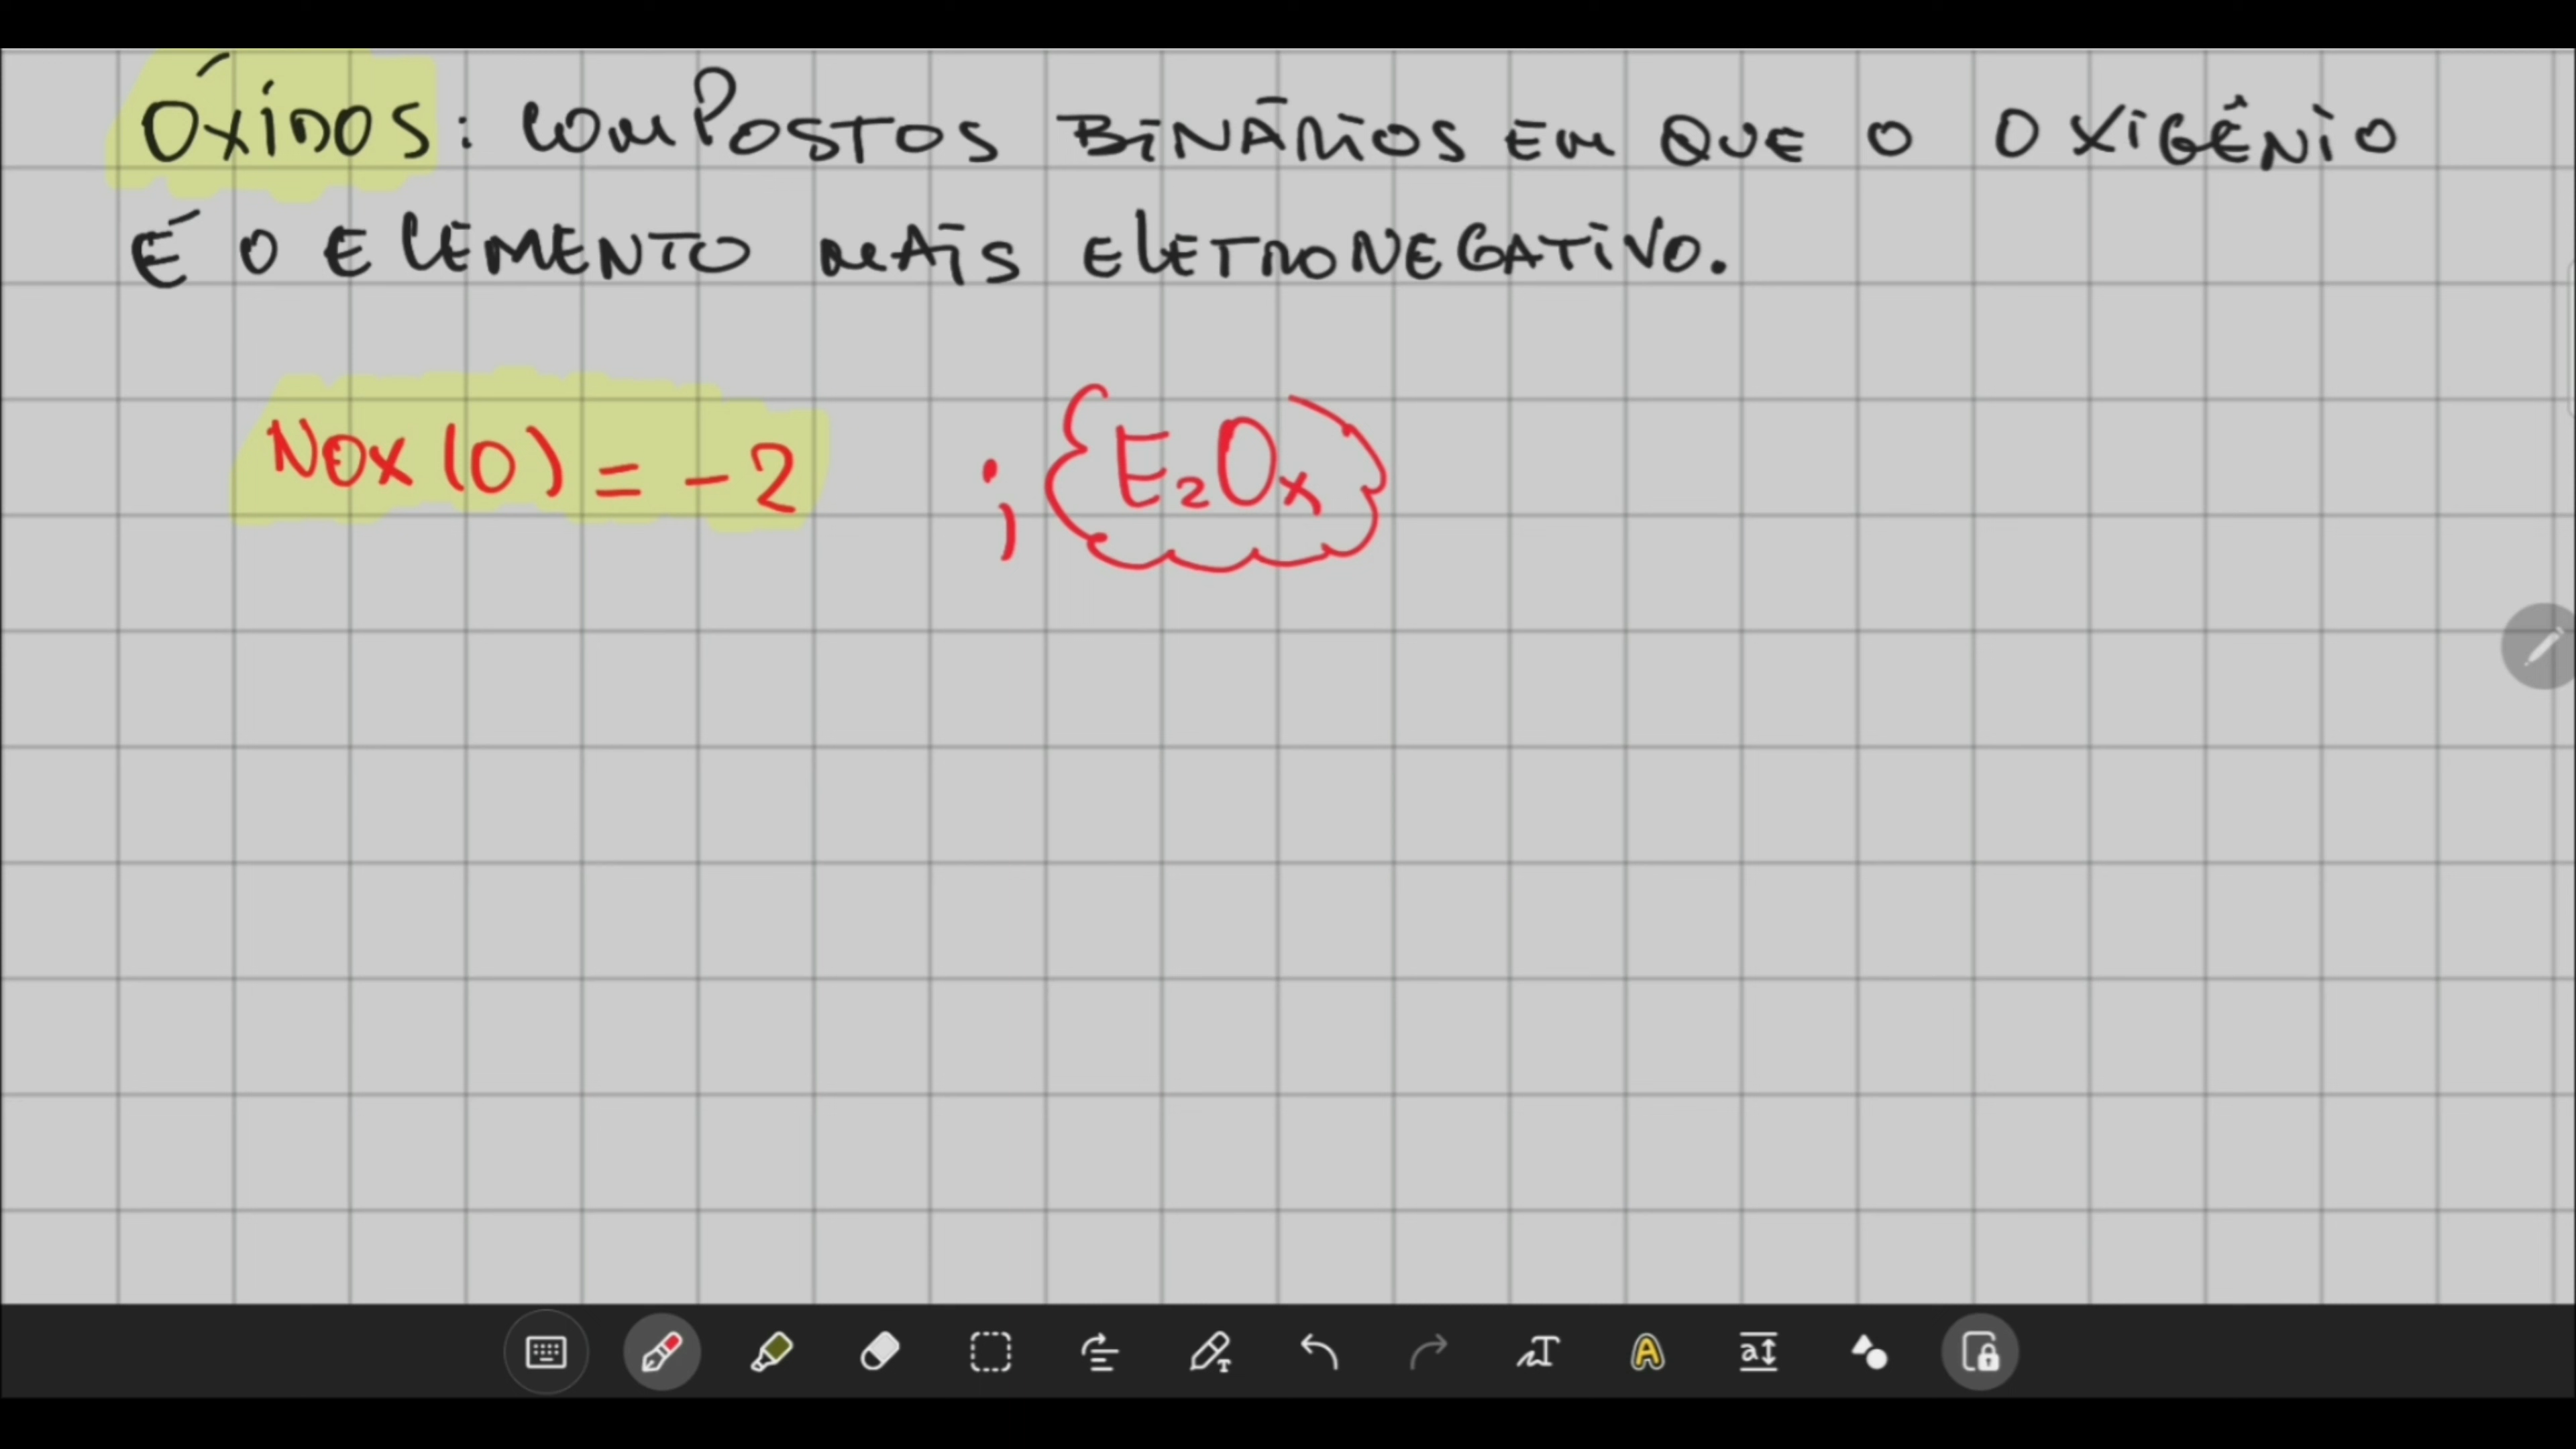 ÓXiDOS: COMPOSTOS BiNÁRiOS EM QUE O OXiGÊNiO
É O ELEMENTO MAiS ELETRONEGATiVO.
NOX (O) = -2 ; E₂Oₓ